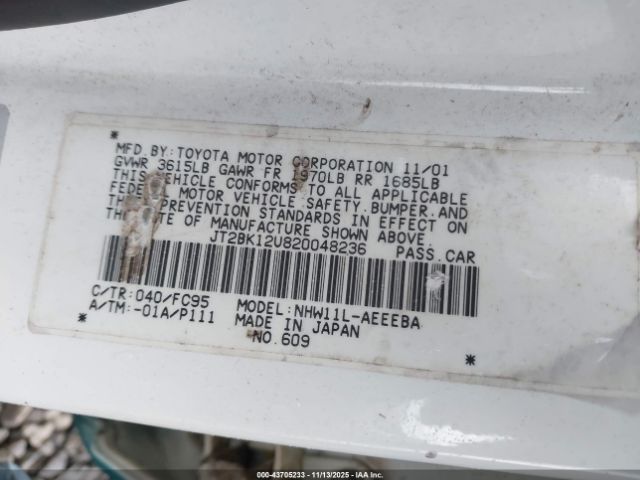 MFD.BY:TOYOTA MOTOR CORPORATION 11/01
GVWR 3615LB GAWR FR 1970LB RR 1685LB
THIS VEHICLE CONFORMS TO ALL APPLICABLE
FEDERAL MOTOR VEHICLE SAFETY,BUMPER,AND
THEFT PREVENTION STANDARDS IN EFFECT ON
THE DATE OF MANUFACTURE SHOWN ABOVE.
JT2BK12U820048236 PASS.CAR
C/TR:040/FC95 MODEL:NHW11L-AEEEBA
A/TM:-01A/P111 MADE IN JAPAN
NO.609
000-43705233 - 11/13/2025 - IAAI.COM